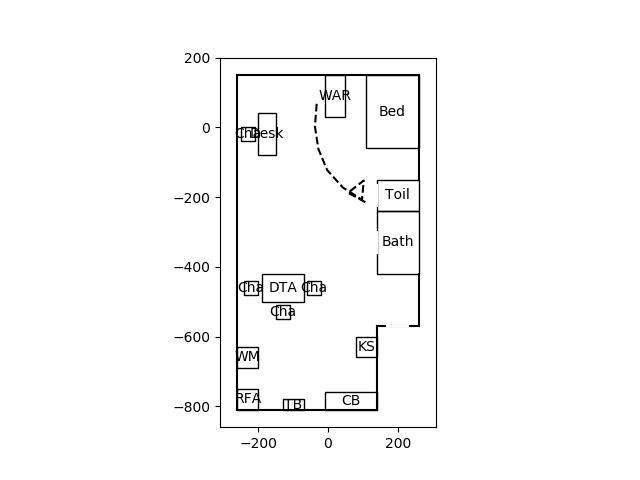 200
WAR
Bed
0
Cha
Desk
Toil
−200
Bath
−400
Cha
DTA
Cha
Cha
−600
KS
WM
RFA
TB
CB
−800
−200
0
200